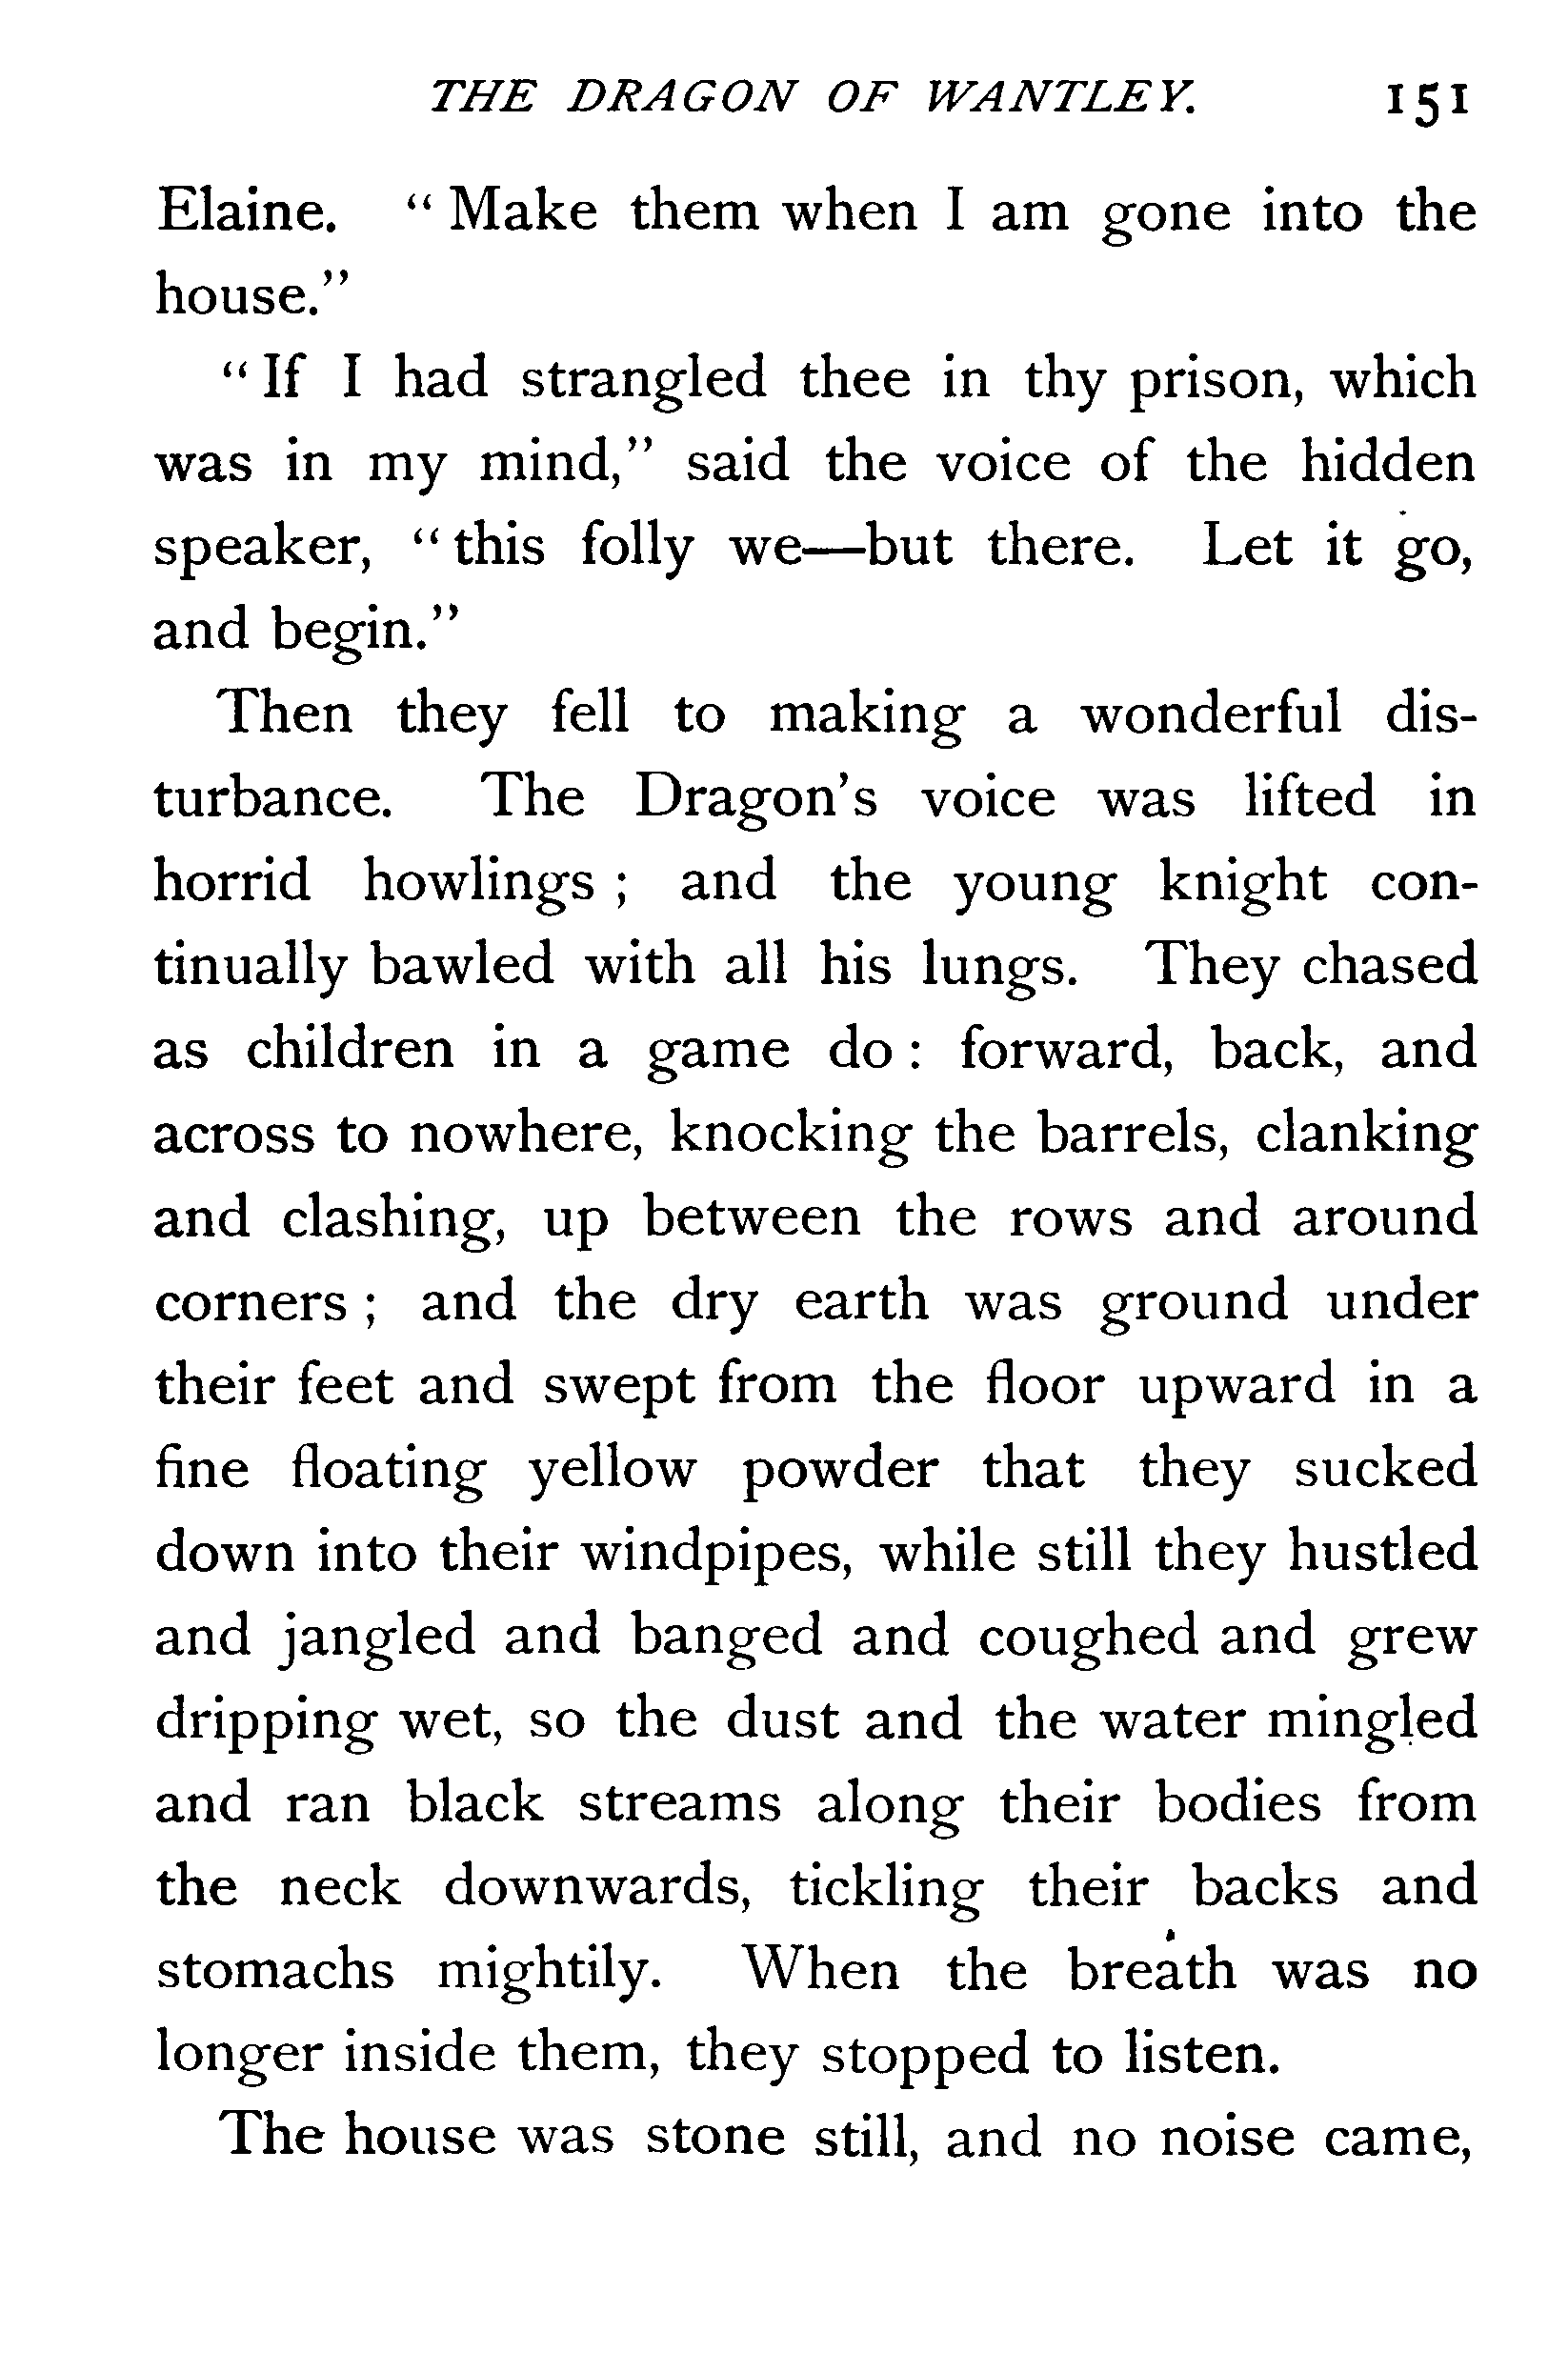 THE DRAGON OF WANTLEY. 151
Elaine. “Make them when I am gone into the
house.”
“If I had strangled thee in thy prison, which
was in my mind,” said the voice of the hidden
speaker, “this folly we—but there. Let it go,
and begin.”
Then they fell to making a wonderful dis-
turbance. The Dragon’s voice was lifted in
horrid howlings ; and the young knight con-
tinually bawled with all his lungs. They chased
as children in a game do : forward, back, and
across to nowhere, knocking the barrels, clanking
and clashing, up between the rows and around
corners ; and the dry earth was ground under
their feet and swept from the floor upward in a
fine floating yellow powder that they sucked
down into their windpipes, while still they hustled
and jangled and banged and coughed and grew
dripping wet, so the dust and the water mingled
and ran black streams along their bodies from
the neck downwards, tickling their backs and
stomachs mightily. When the breath was no
longer inside them, they stopped to listen.
The house was stone still, and no noise came,